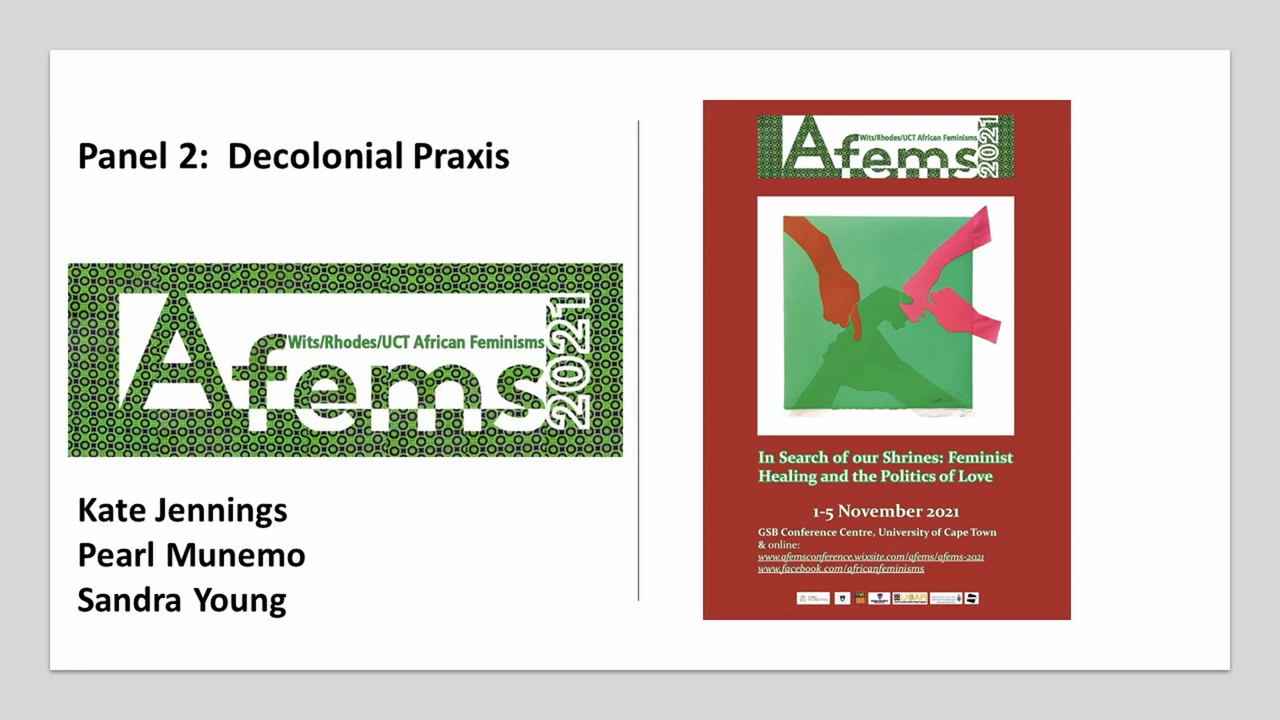 Panel 2: Decolonial Praxis
Wits/Rhodes/UCT African Feminisms
Afems
2021
Kate Jennings
Pearl Munemo
Sandra Young
Wits/Rhodes/UCT African Feminisms
Afems
2021
In Search of our Shrines: Feminist
Healing and the Politics of Love
1-5 November 2021
GSB Conference Centre, University of Cape Town
& online:
www.afemsconference.wixsite.com/afems/afems-2021
www.facebook.com/africanfeminisms